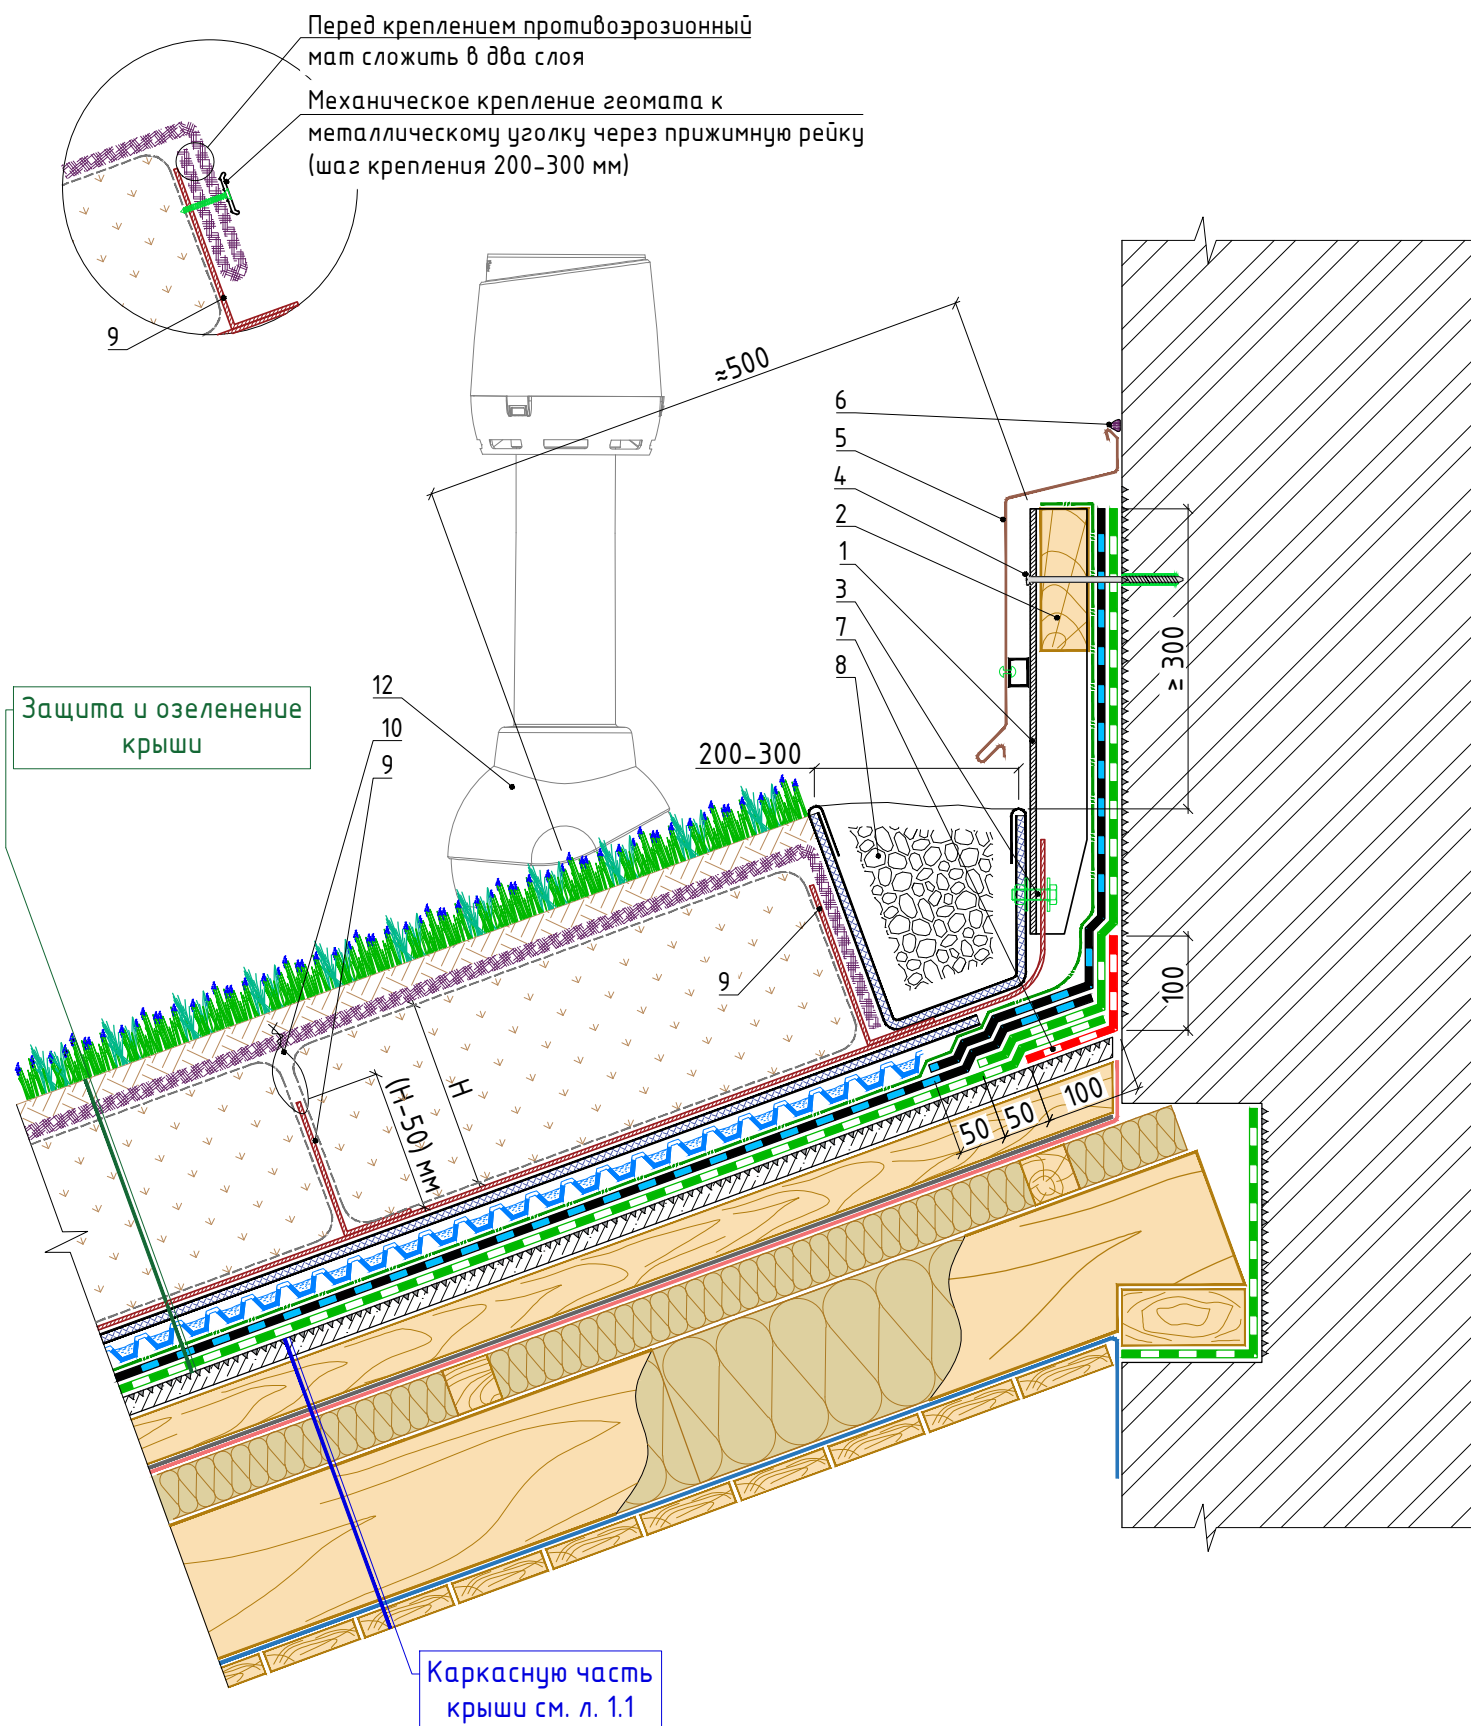 Перед креплением противоэрозионный
мат сложить в два слоя
Механическое крепление геомата к
металлическому уголку через прижимную рейку
(шаг крепления 200-300 мм)
9
≈500
6
5
4
2
1
3
7
8
≥ 300
12
10
9
Защита и озеленение
крыши
200-300
9
100
H
(H-50) мм
50
50
100
Каркасную часть
крыши см. л. 1.1